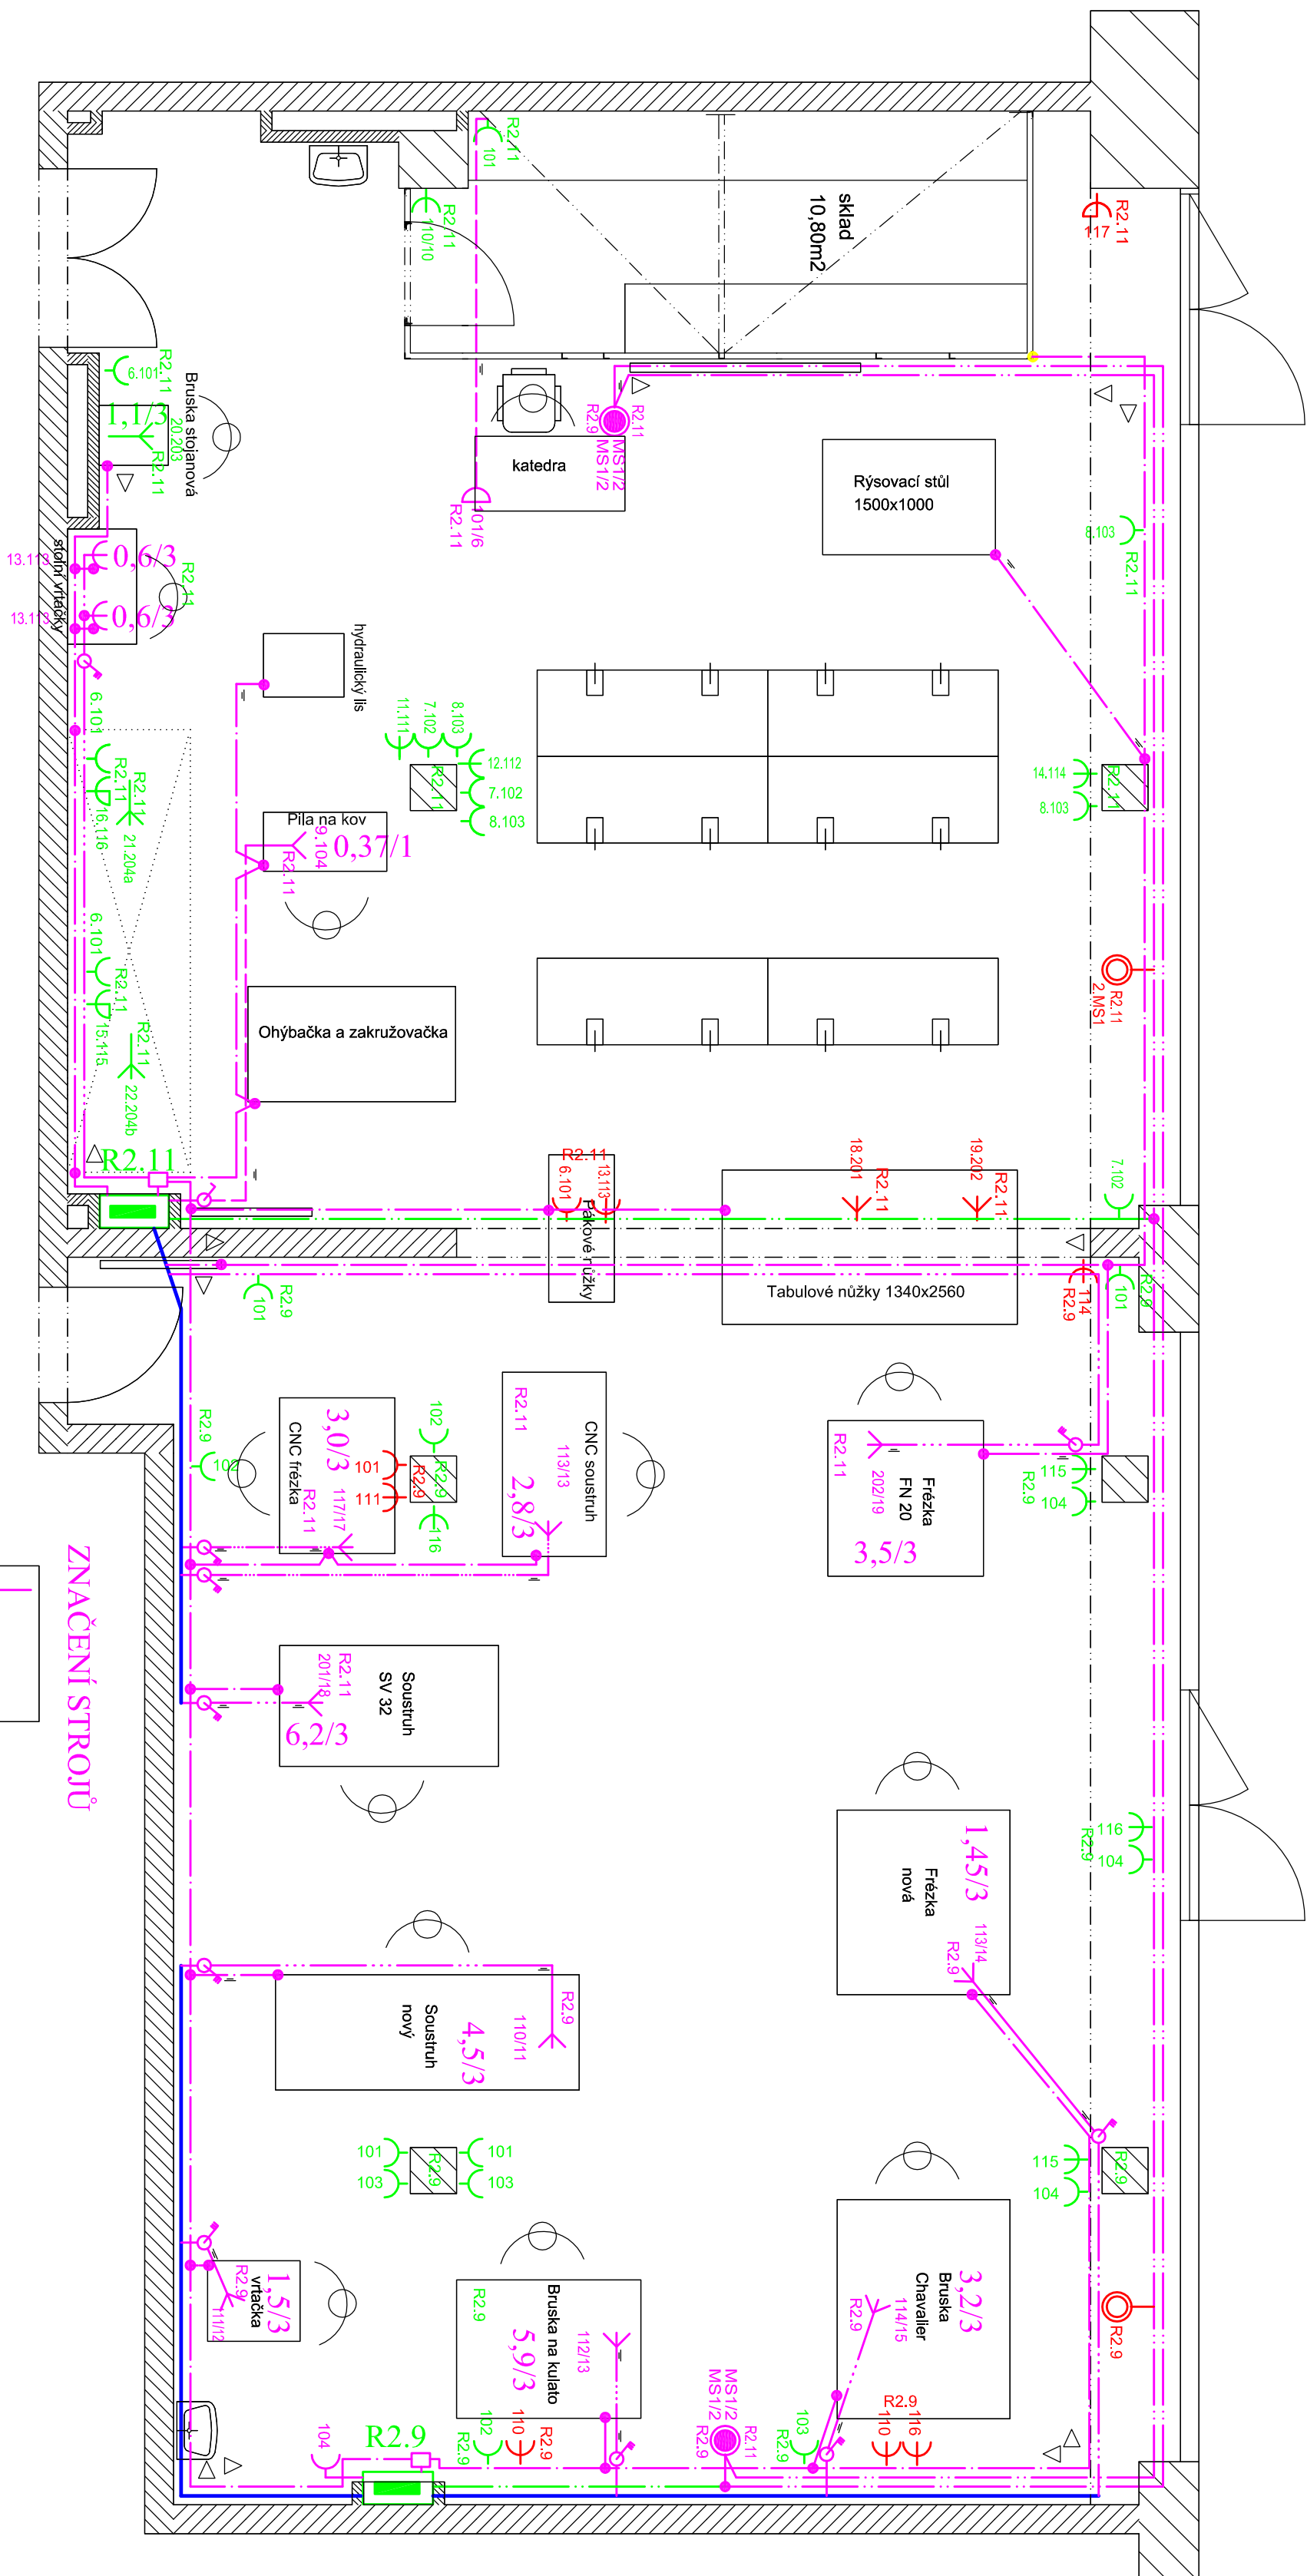 R2.11
101
R2.11
110/10
sklad
10,80m2
R2.11
117
R2.11
6.101
Bruska stojanová
1,1/3
20.203
R2.11
katedra
R2.11
R2.9
MS1/2
MS1/2
101/6
R2.11
Rýsovací stůl
1500x1000
8.103
R2.11
stolní vrtačky
13.113
0,6/3
R2.11
13.113
0,6/3
hydraulický lis
11.111
7.102
8.103
R2.11
12.112
7.102
8.103
14.114
8.103
R2.11
6.101
R2.11
16.116
R2.11
21.204a
Pila na kov
9.104
R2.11
0,37/1
6.101
R2.11
15.115
R2.11
22.204b
Ohýbačka a zakružovačka
R2.11
2.MS1
R2.11
R2.11
6.101
13.113
Pákové nůžky
18.201
R2.11
19.202
R2.11
7.102
Tabulové nůžky 1340x2560
R2.9
101
114
R2.9
101
R2.9
R2.9
102
CNC frézka
3,0/3
117/17
R2.11
102
101
111
R2.9
R2.9
116
R2.11
113/13
2,8/3
CNC soustruh
R2.11
202/19
Frézka
FN 20
3,5/3
115
104
R2.9
ZNAČENÍ STROJŮ
R2.11
201/18
6,2/3
Soustruh
SV 32
Frézka
nová
1,45/3
113/14
R2.9
116
R2.9
104
Soustruh
nový
4,5/3
R2.9
110/11
101
103
R2.9
101
103
115
104
R2.9
1,5/3
vrtačka
R2.9
111/12
R2.9
Bruska na kulato
5,9/3
112/13
3,2/3
Bruska
Chavalier
114/15
R2.9
R2.9
104
R2.9
102
R2.9
110
R2.9
MS1/2
MS1/2
R2.11
R2.9
103
R2.9
R2.9
110
116